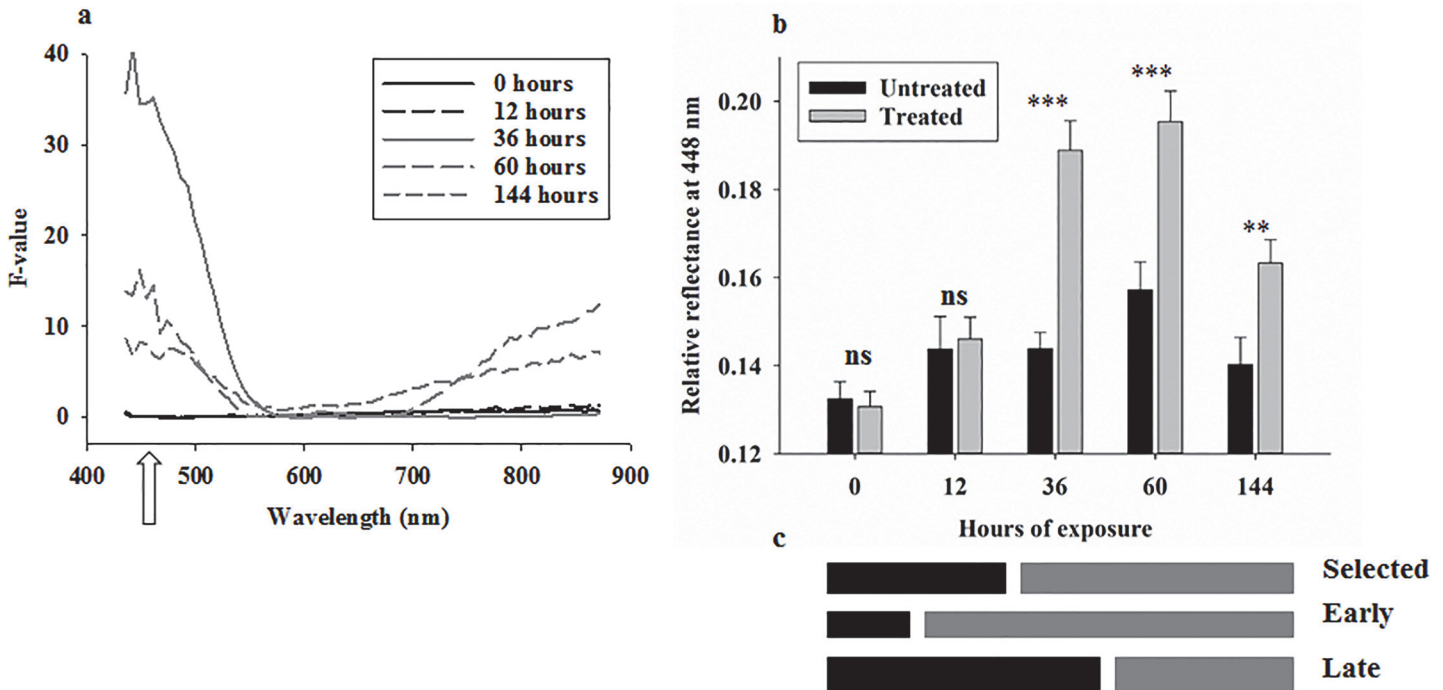 a
40
30
20
10
0
F-value
400 500 600 700 800 900
Wavelength (nm)
0 hours
12 hours
36 hours
60 hours
144 hours
b
0.20
0.18
0.16
0.14
0.12
Relative reflectance at 448 nm
Untreated
Treated
ns
ns
***
***
**
0 12 36 60 144
Hours of exposure
c
Selected
Early
Late